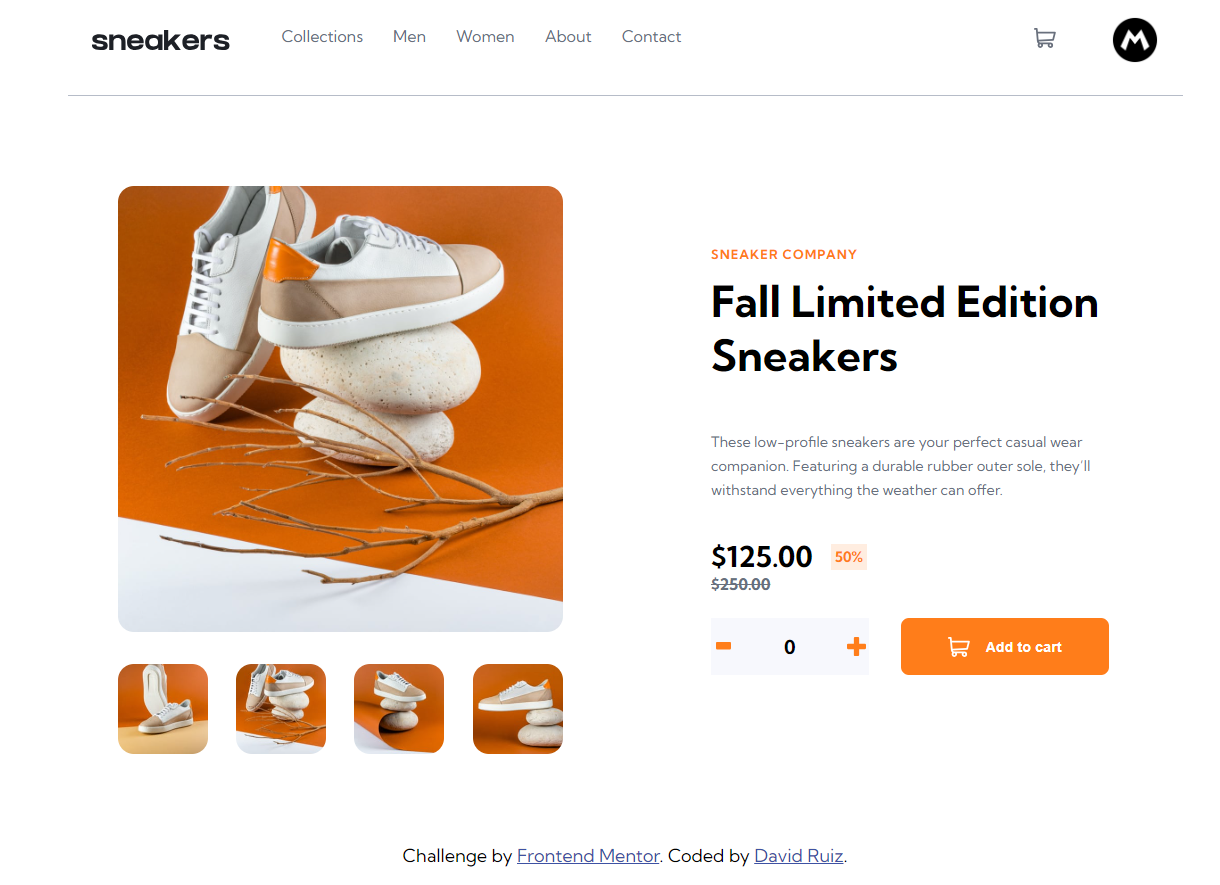 sneakers
Collections Men Women About Contact
M
SNEAKER COMPANY
Fall Limited Edition
Sneakers
These low-profile sneakers are your perfect casual wear
companion. Featuring a durable rubber outer sole, they'll
withstand everything the weather can offer.
$125.00 50%
$250.00
0
Add to cart
Challenge by Frontend Mentor. Coded by David Ruiz.